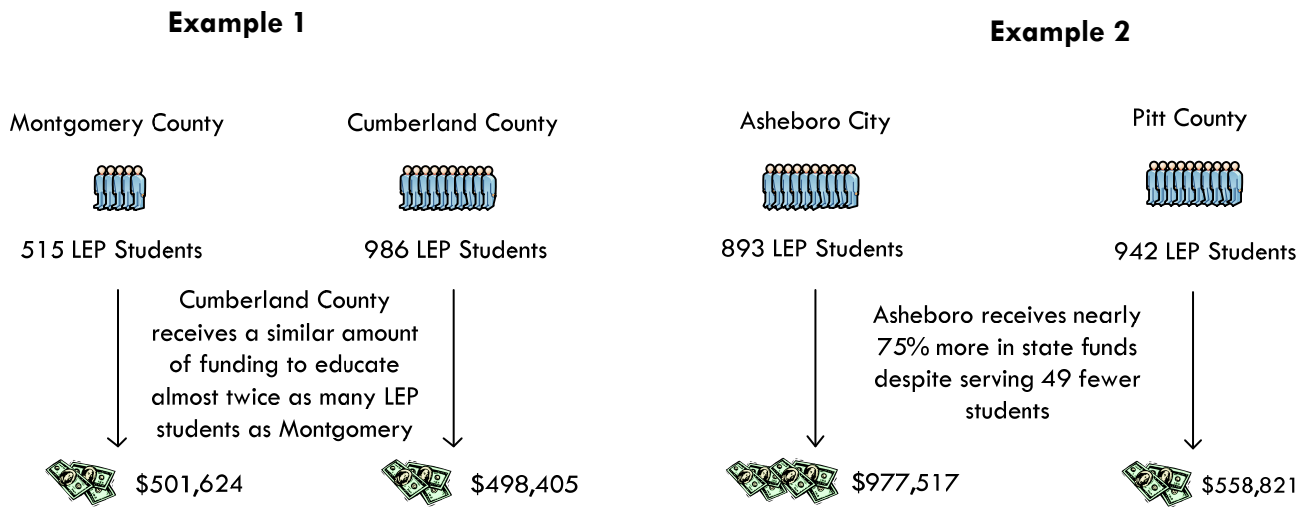 Example 1
Montgomery County
Cumberland County
515 LEP Students
986 LEP Students
Cumberland County
receives a similar amount
of funding to educate
almost twice as many LEP
students as Montgomery
$501,624
$498,405
Example 2
Asheboro City
Pitt County
893 LEP Students
942 LEP Students
Asheboro receives nearly
75% more in state funds
despite serving 49 fewer
students
$977,517
$558,821